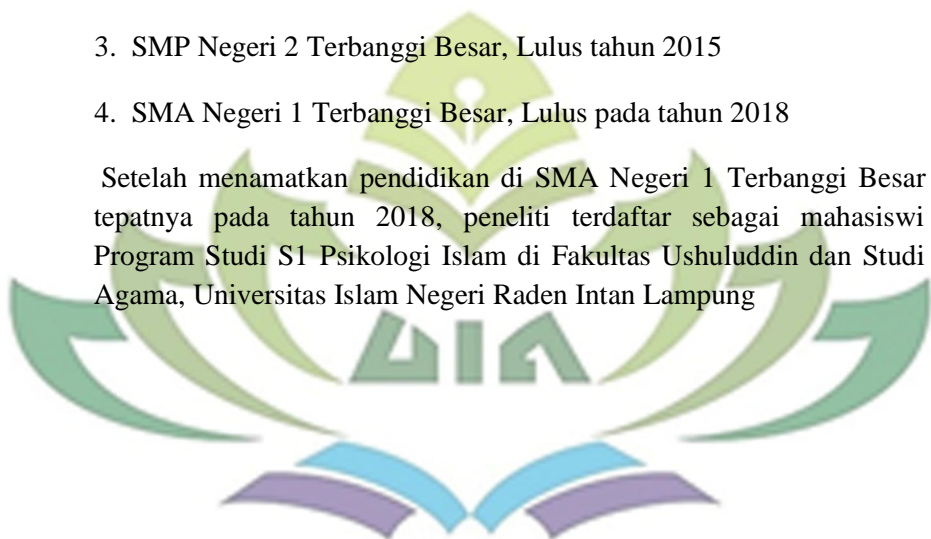 3. SMP Negeri 2 Terbanggi Besar, Lulus tahun 2015
4. SMA Negeri 1 Terbanggi Besar, Lulus pada tahun 2018
Setelah menamatkan pendidikan di SMA Negeri 1 Terbanggi Besar
tepatnya pada tahun 2018, peneliti terdaftar sebagai mahasiswi
Program Studi S1 Psikologi Islam di Fakultas Ushuluddin dan Studi
Agama, Universitas Islam Negeri Raden Intan Lampung
UIN